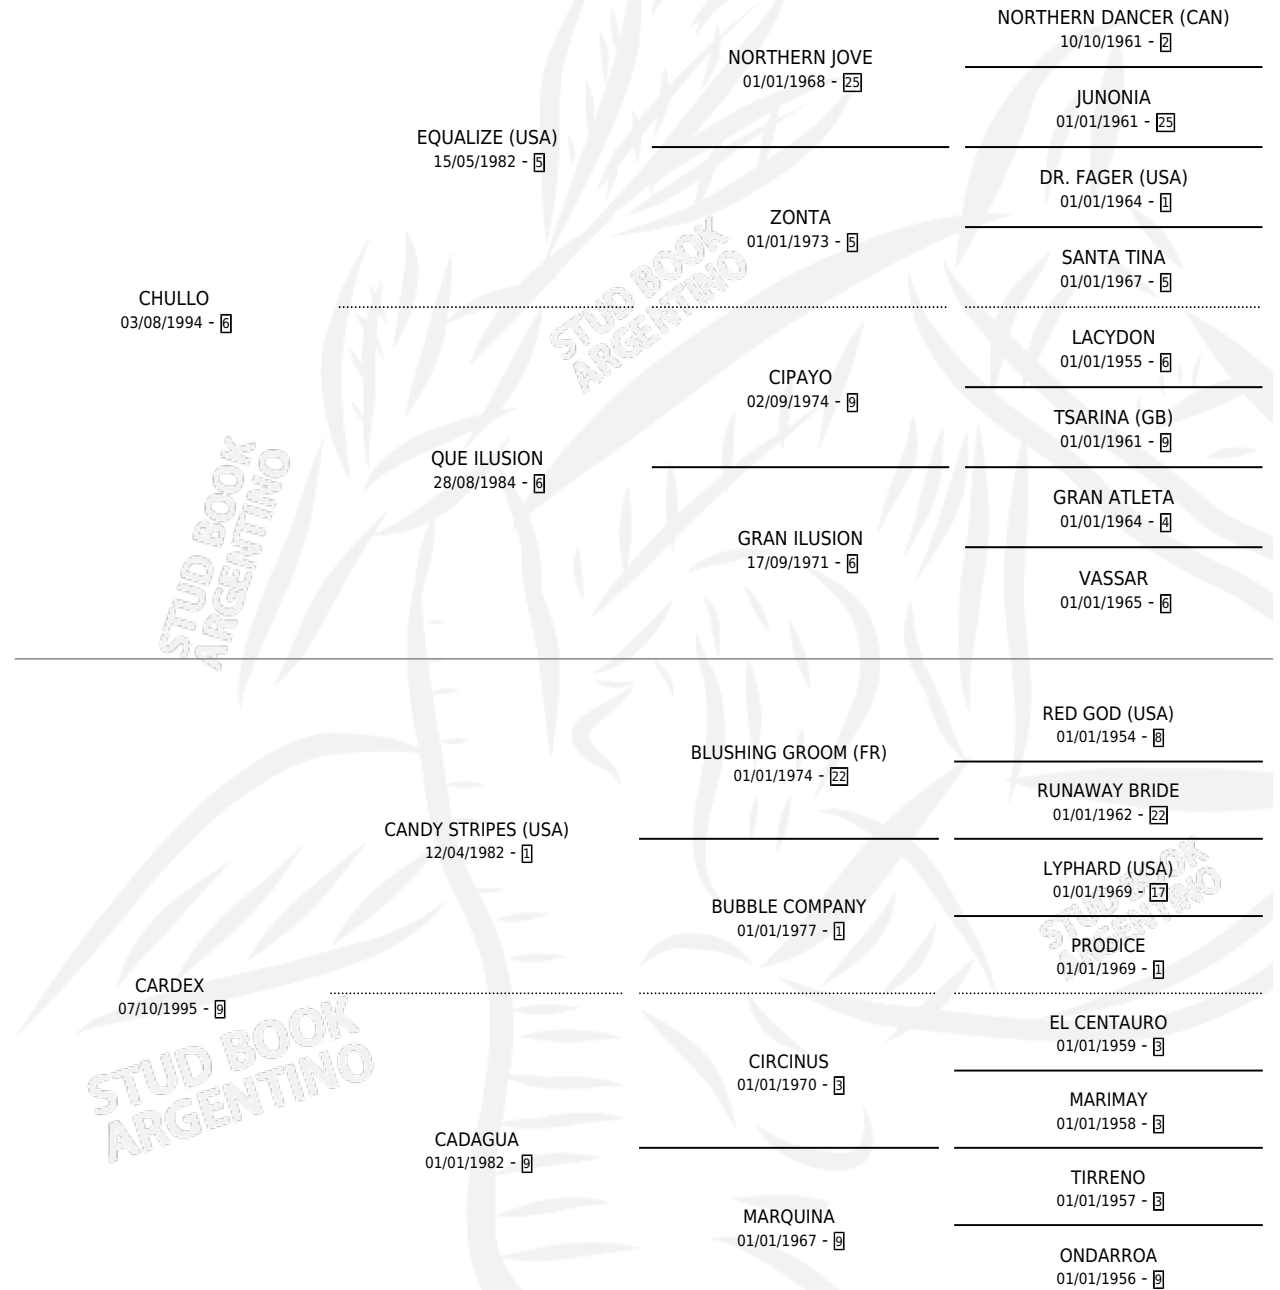 NORTHERN DANCER (CAN)
10/10/1961 - 2
NORTHERN JOVE
01/01/1968 - 25
JUNONIA
01/01/1961 - 25
EQUALIZE (USA)
15/05/1982 - 5
DR. FAGER (USA)
01/01/1964 - 1
ZONTA
01/01/1973 - 5
SANTA TINA
01/01/1967 - 5
CHULLO
03/08/1994 - 6
LACYDON
01/01/1955 - 6
CIPAYO
02/09/1974 - 9
TSARINA (GB)
01/01/1961 - 9
QUE ILUSION
28/08/1984 - 6
GRAN ATLETA
01/01/1964 - 4
GRAN ILUSION
17/09/1971 - 6
VASSAR
01/01/1965 - 6
RED GOD (USA)
01/01/1954 - 8
BLUSHING GROOM (FR)
01/01/1974 - 22
RUNAWAY BRIDE
01/01/1962 - 22
CANDY STRIPES (USA)
12/04/1982 - 1
LYPHARD (USA)
01/01/1969 - 17
BUBBLE COMPANY
01/01/1977 - 1
PRODICE
01/01/1969 - 1
CARDEX
07/10/1995 - 9
EL CENTAURO
01/01/1959 - 3
CIRCINUS
01/01/1970 - 3
MARIMAY
01/01/1958 - 3
CADAGUA
01/01/1982 - 9
TIRRENO
01/01/1957 - 3
MARQUINA
01/01/1967 - 9
ONDARROA
01/01/1956 - 9
STUD BOOK
ARGENTINO
STUD BOOK
ARGENTINO
STUD BOOK
ARGENTINO
STUD BOOK
ARGENTINO